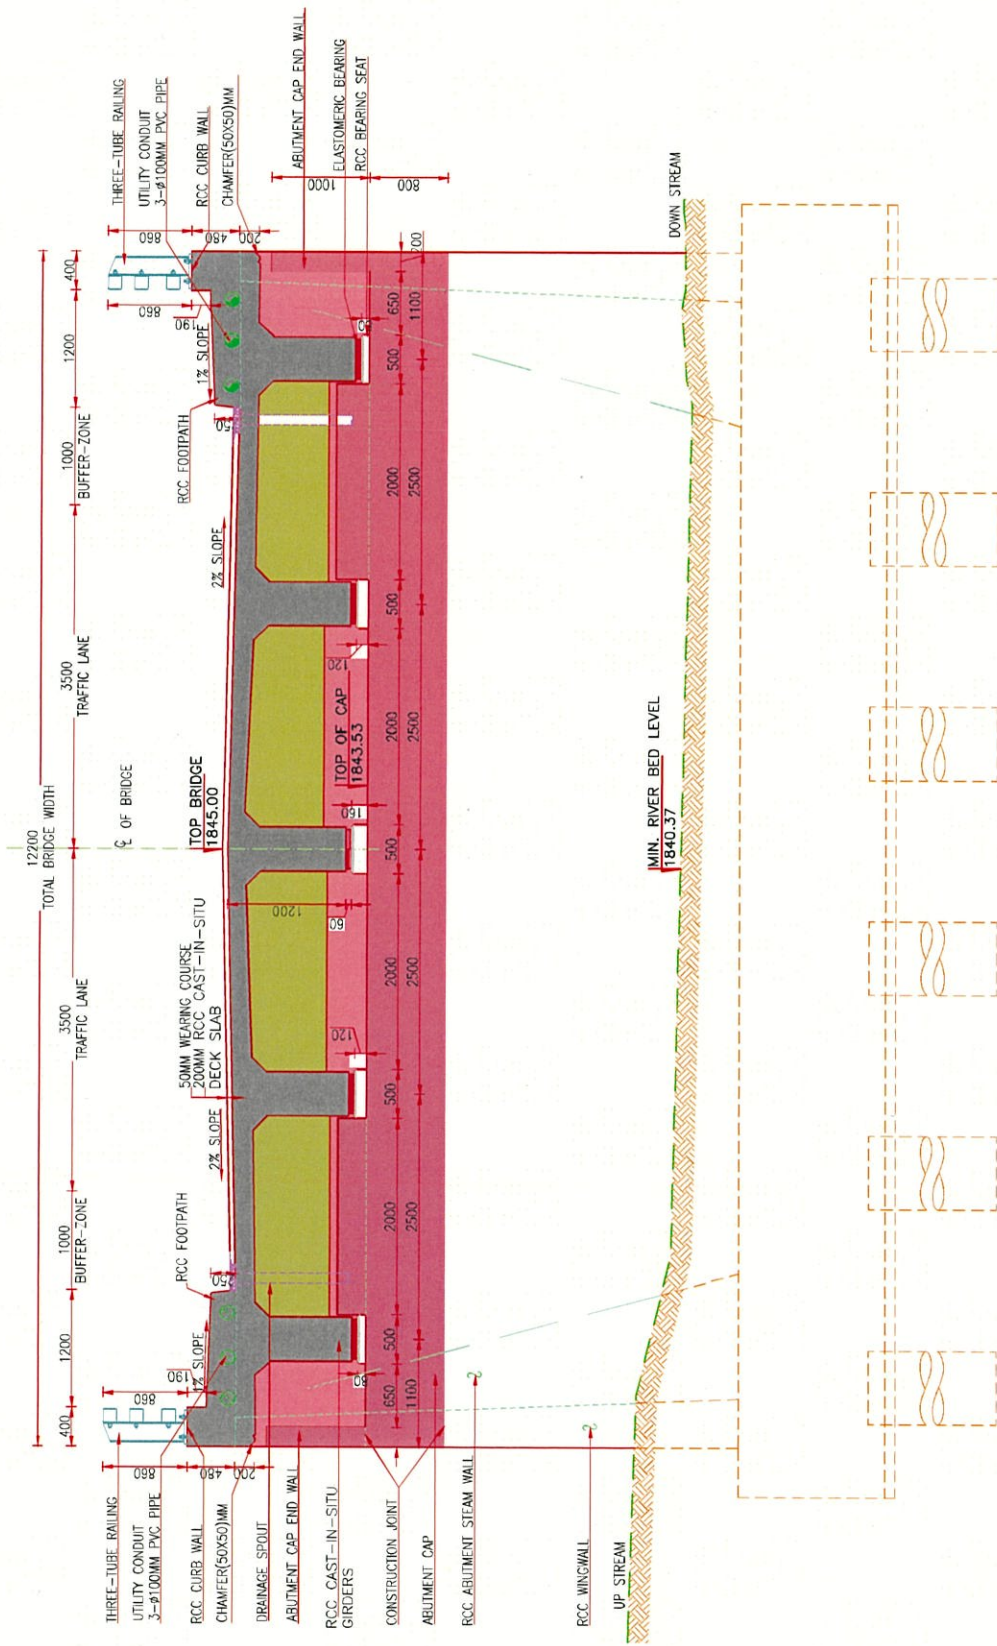 12200
TOTAL BRIDGE WIDTH
400
1200
1000
BUFFER-ZONE
3500
TRAFFIC LANE
3500
TRAFFIC LANE
1000
BUFFER-ZONE
1200
400
℄ OF BRIDGE
TOP BRIDGE
1845.00
50MM WEARING COURSE
200MM RCC CAST-IN-SITU
DECK SLAB
2% SLOPE
2% SLOPE
RCC FOOTPATH
RCC FOOTPATH
1% SLOPE
1% SLOPE
190
190
860
860
860
860
480
480
200
200
250
THREE-TUBE RAILING
UTILITY CONDUIT
3-ø100MM PVC PIPE
RCC CURB WALL
CHAMFER(50X50)MM
DRAINAGE SPOUT
ABUTMENT CAP END WALL
RCC CAST-IN-SITU
GIRDERS
CONSTRUCTION JOINT
ABUTMENT CAP
RCC ABUTMENT STEAM WALL
RCC WINGWALL
UP STREAM
THREE-TUBE RAILING
UTILITY CONDUIT
3-ø100MM PVC PIPE
RCC CURB WALL
CHAMFER(50X50)MM
ABUTMENT CAP END WALL
ELASTOMERIC BEARING
RCC BEARING SEAT
1000
800
DOWN STREAM
1200
60
120
160
120
TOP OF CAP
1843.53
650
500
2000
500
2000
500
2000
500
2000
500
650
200
1100
2500
2500
2500
2500
1100
MIN. RIVER BED LEVEL
1840.37